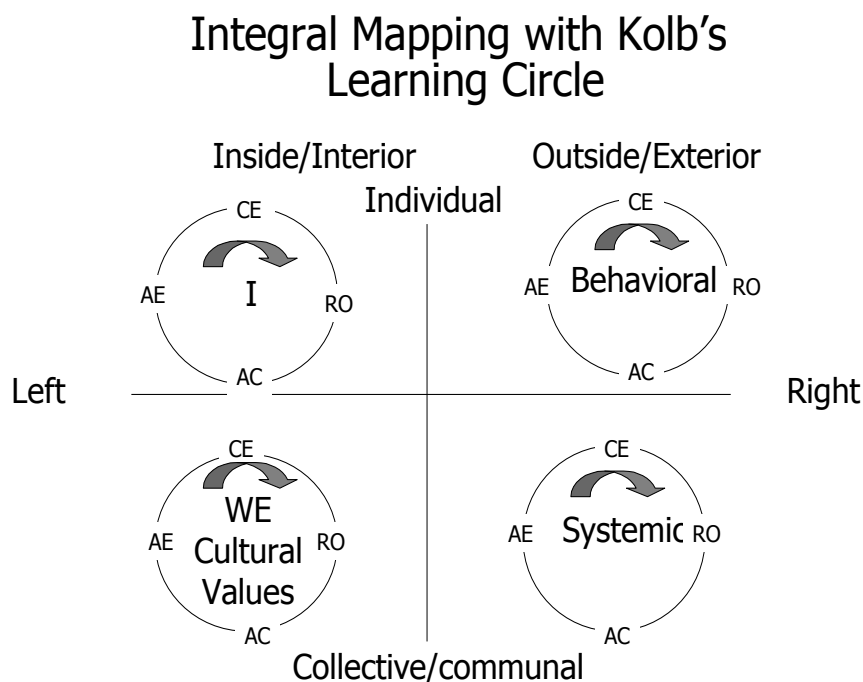 Integral Mapping with Kolb's
Learning Circle
Inside/Interior
Outside/Exterior
Individual
CE
AE
I
RO
AC
CE
AE
Behavioral
RO
AC
Left
Right
CE
AE
WE
Cultural
Values
RO
AC
CE
AE
Systemic
RO
AC
Collective/communal